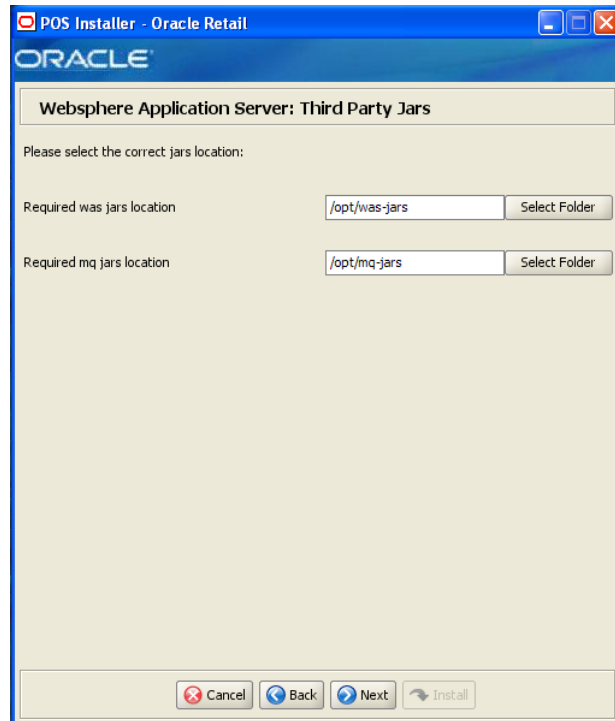 POS Installer - Oracle Retail
ORACLE
Websphere Application Server: Third Party Jars
Please select the correct jars location:
Required was jars location /opt/was-jars Select Folder
Required mq jars location /opt/mq-jars Select Folder
Cancel Back Next Install